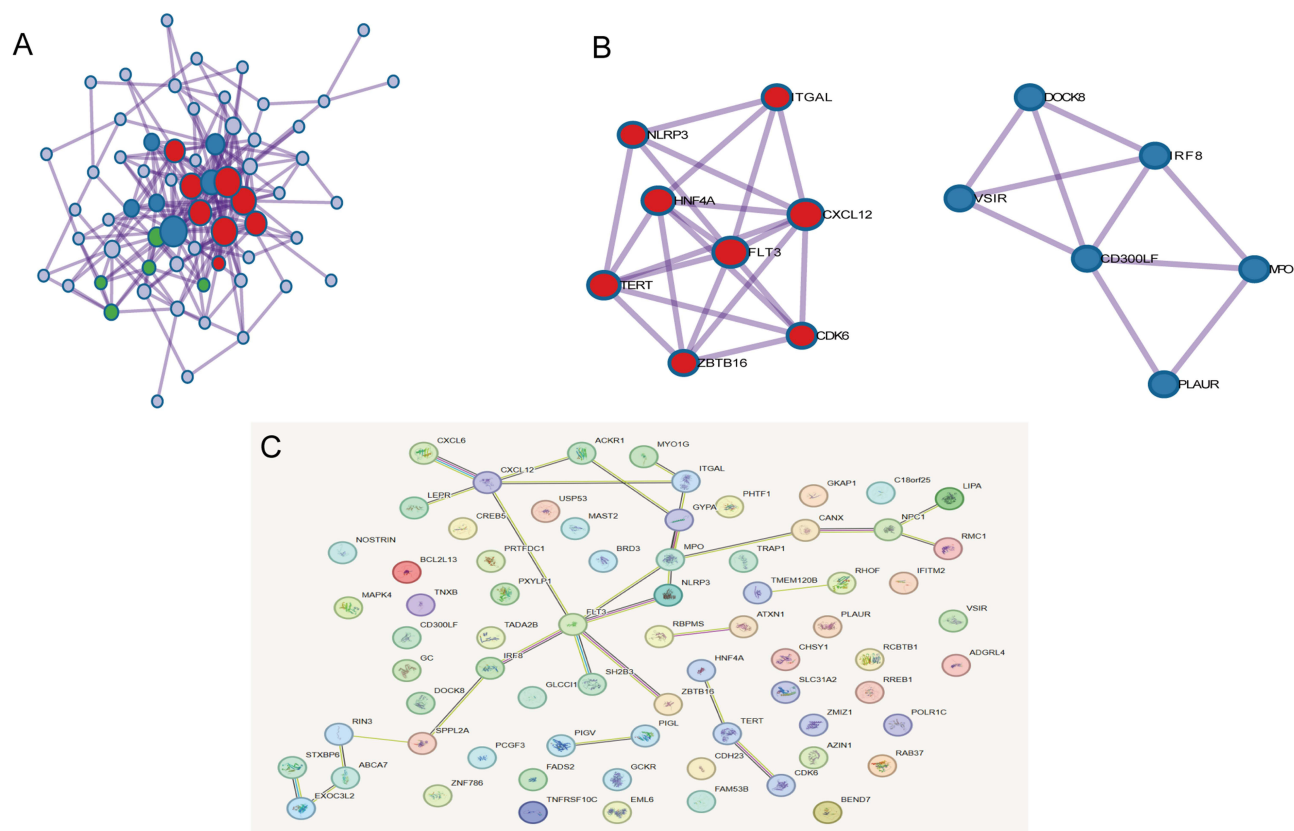 A
B
ITGAL
NLRP3
HNF4A
CXCL12
FLT3
TERT
CDK6
ZBTB16
DOCK8
IRF8
VSIR
CD300LF
MPO
PLAUR
C
CXCL6
CXCL12
ACKR1
MYO1G
ITGAL
LEPR
USP53
CREB5
MAST2
GYPA
PHTF1
GKAP1
C18orf25
LIPA
CANX
NPC1
RMC1
NOSTRIN
BCL2L13
PRTFDC1
BRD3
MPO
TRAP1
NLRP3
TMEM120B
RHOF
IFITM2
MAPK4
TNXB
PXYLP1
FLT3
CD300LF
TADA2B
RBPMS
ATXN1
PLAUR
VSIR
GC
IRF8
SH2B3
HNF4A
CHSY1
RCBTB1
ADGRL4
DOCK8
GLCCI1
ZBTB16
SLC31A2
RREB1
RIN3
SPPL2A
PIGV
PIGL
TERT
ZMIZ1
POLR1C
STXBP6
ABCA7
PCGF3
CDH23
CDK6
AZIN1
RAB37
EXOC3L2
ZNF786
FADS2
GCKR
FAM53B
TNFRSF10C
EML6
BEND7